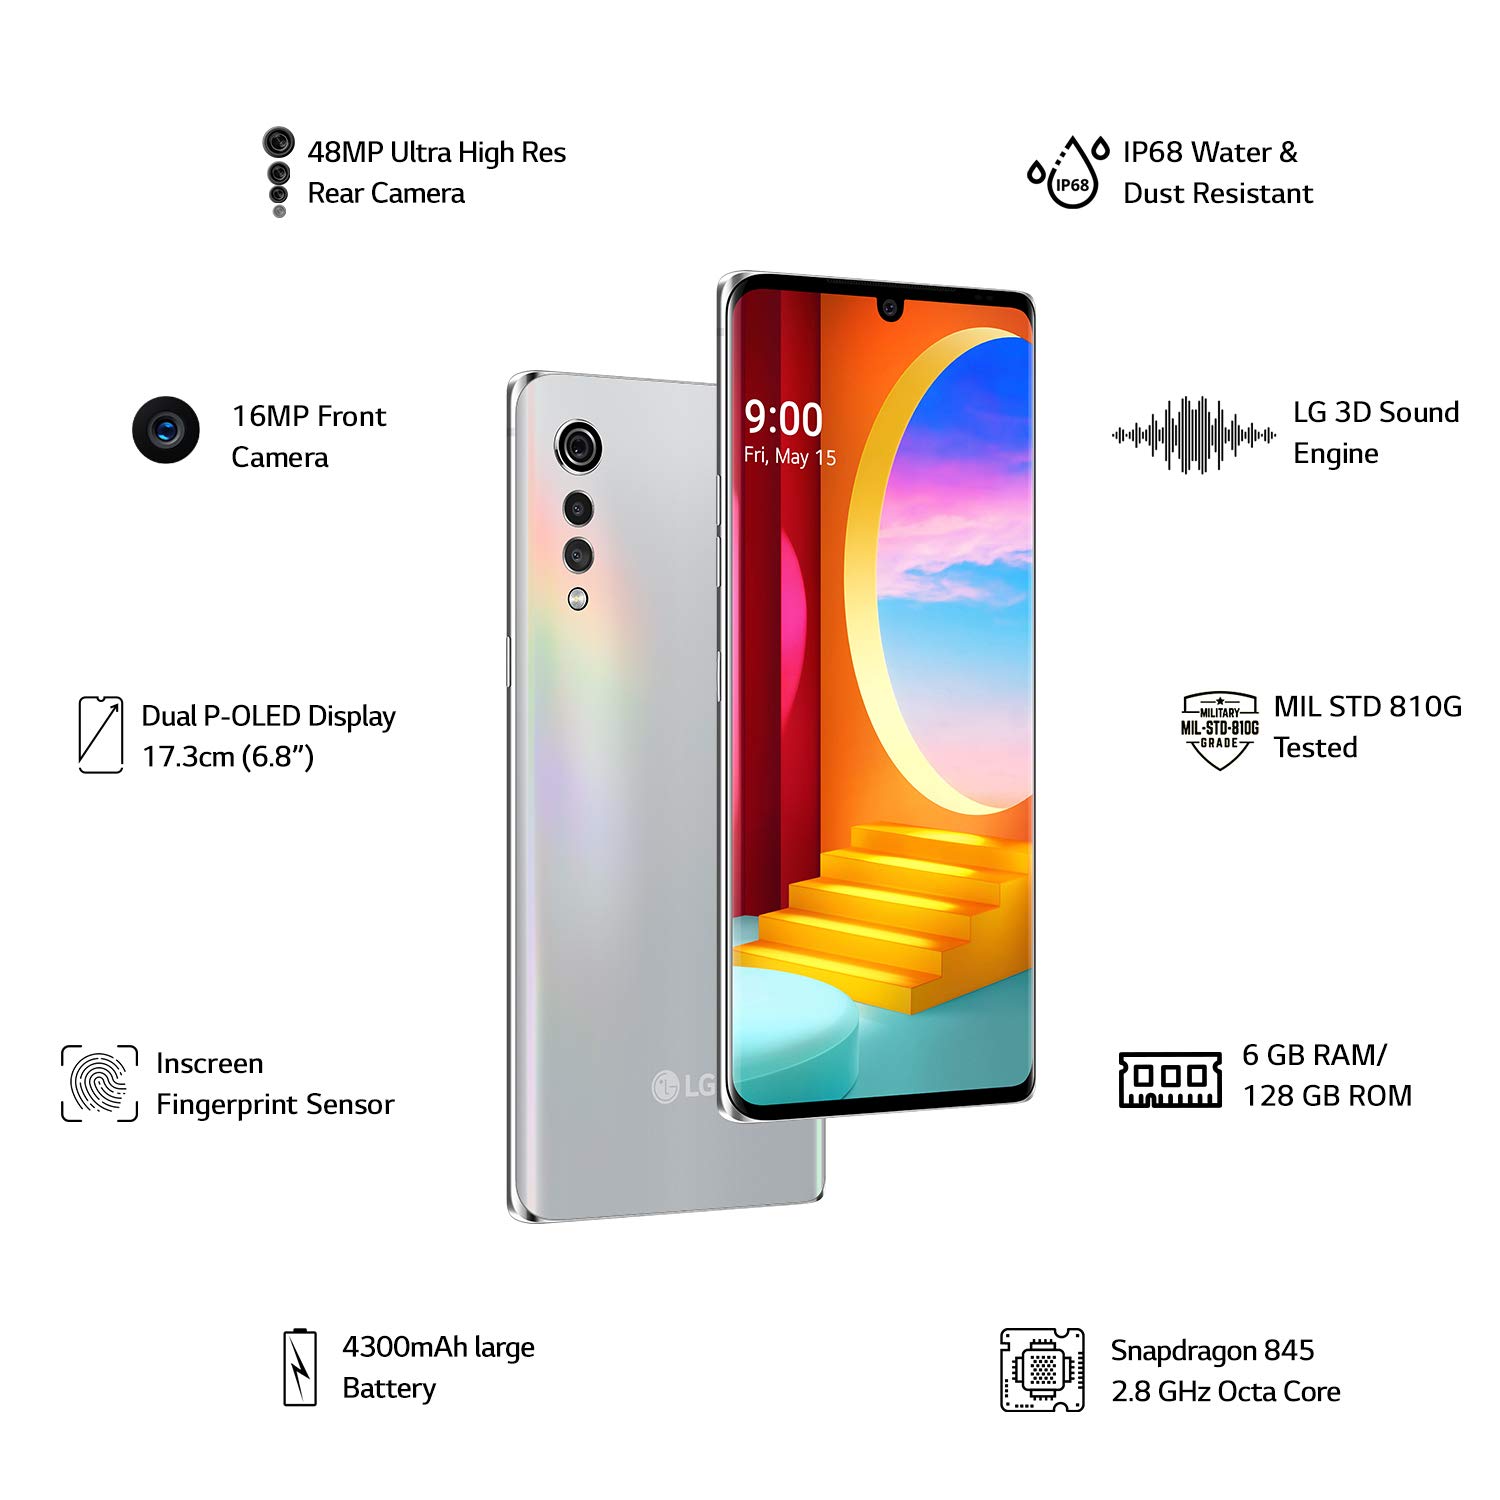 48MP Ultra High Res
Rear Camera
IP68
IP68 Water &
Dust Resistant
16MP Front
Camera
9:00
Fri, May 15
LG 3D Sound
Engine
Dual P-OLED Display
17.3cm (6.8”)
MILITARY
MIL-STD-810G
GRADE
MIL STD 810G
Tested
Inscreen
Fingerprint Sensor
LG
6 GB RAM/
128 GB ROM
4300mAh large
Battery
Snapdragon 845
2.8 GHz Octa Core